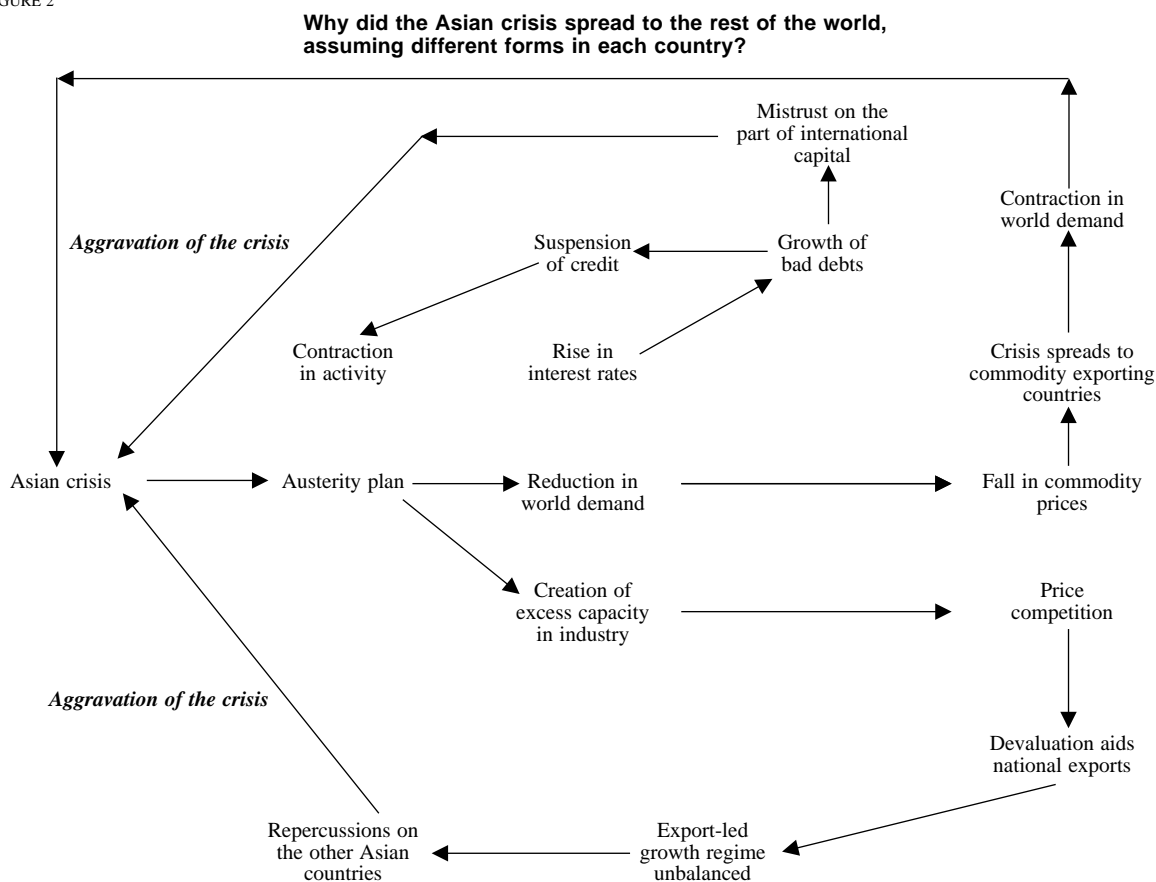 Why did the Asian crisis spread to the rest of the world,
assuming different forms in each country?
Mistrust on the
part of international
capital
Contraction in
world demand
Aggravation of the crisis
Suspension
of credit
Growth of
bad debts
Contraction
in activity
Rise in
interest rates
Crisis spreads to
commodity exporting
countries
Asian crisis
Austerity plan
Reduction in
world demand
Fall in commodity
prices
Creation of
excess capacity
in industry
Price
competition
Aggravation of the crisis
Devaluation aids
national exports
Repercussions on
the other Asian
countries
Export-led
growth regime
unbalanced